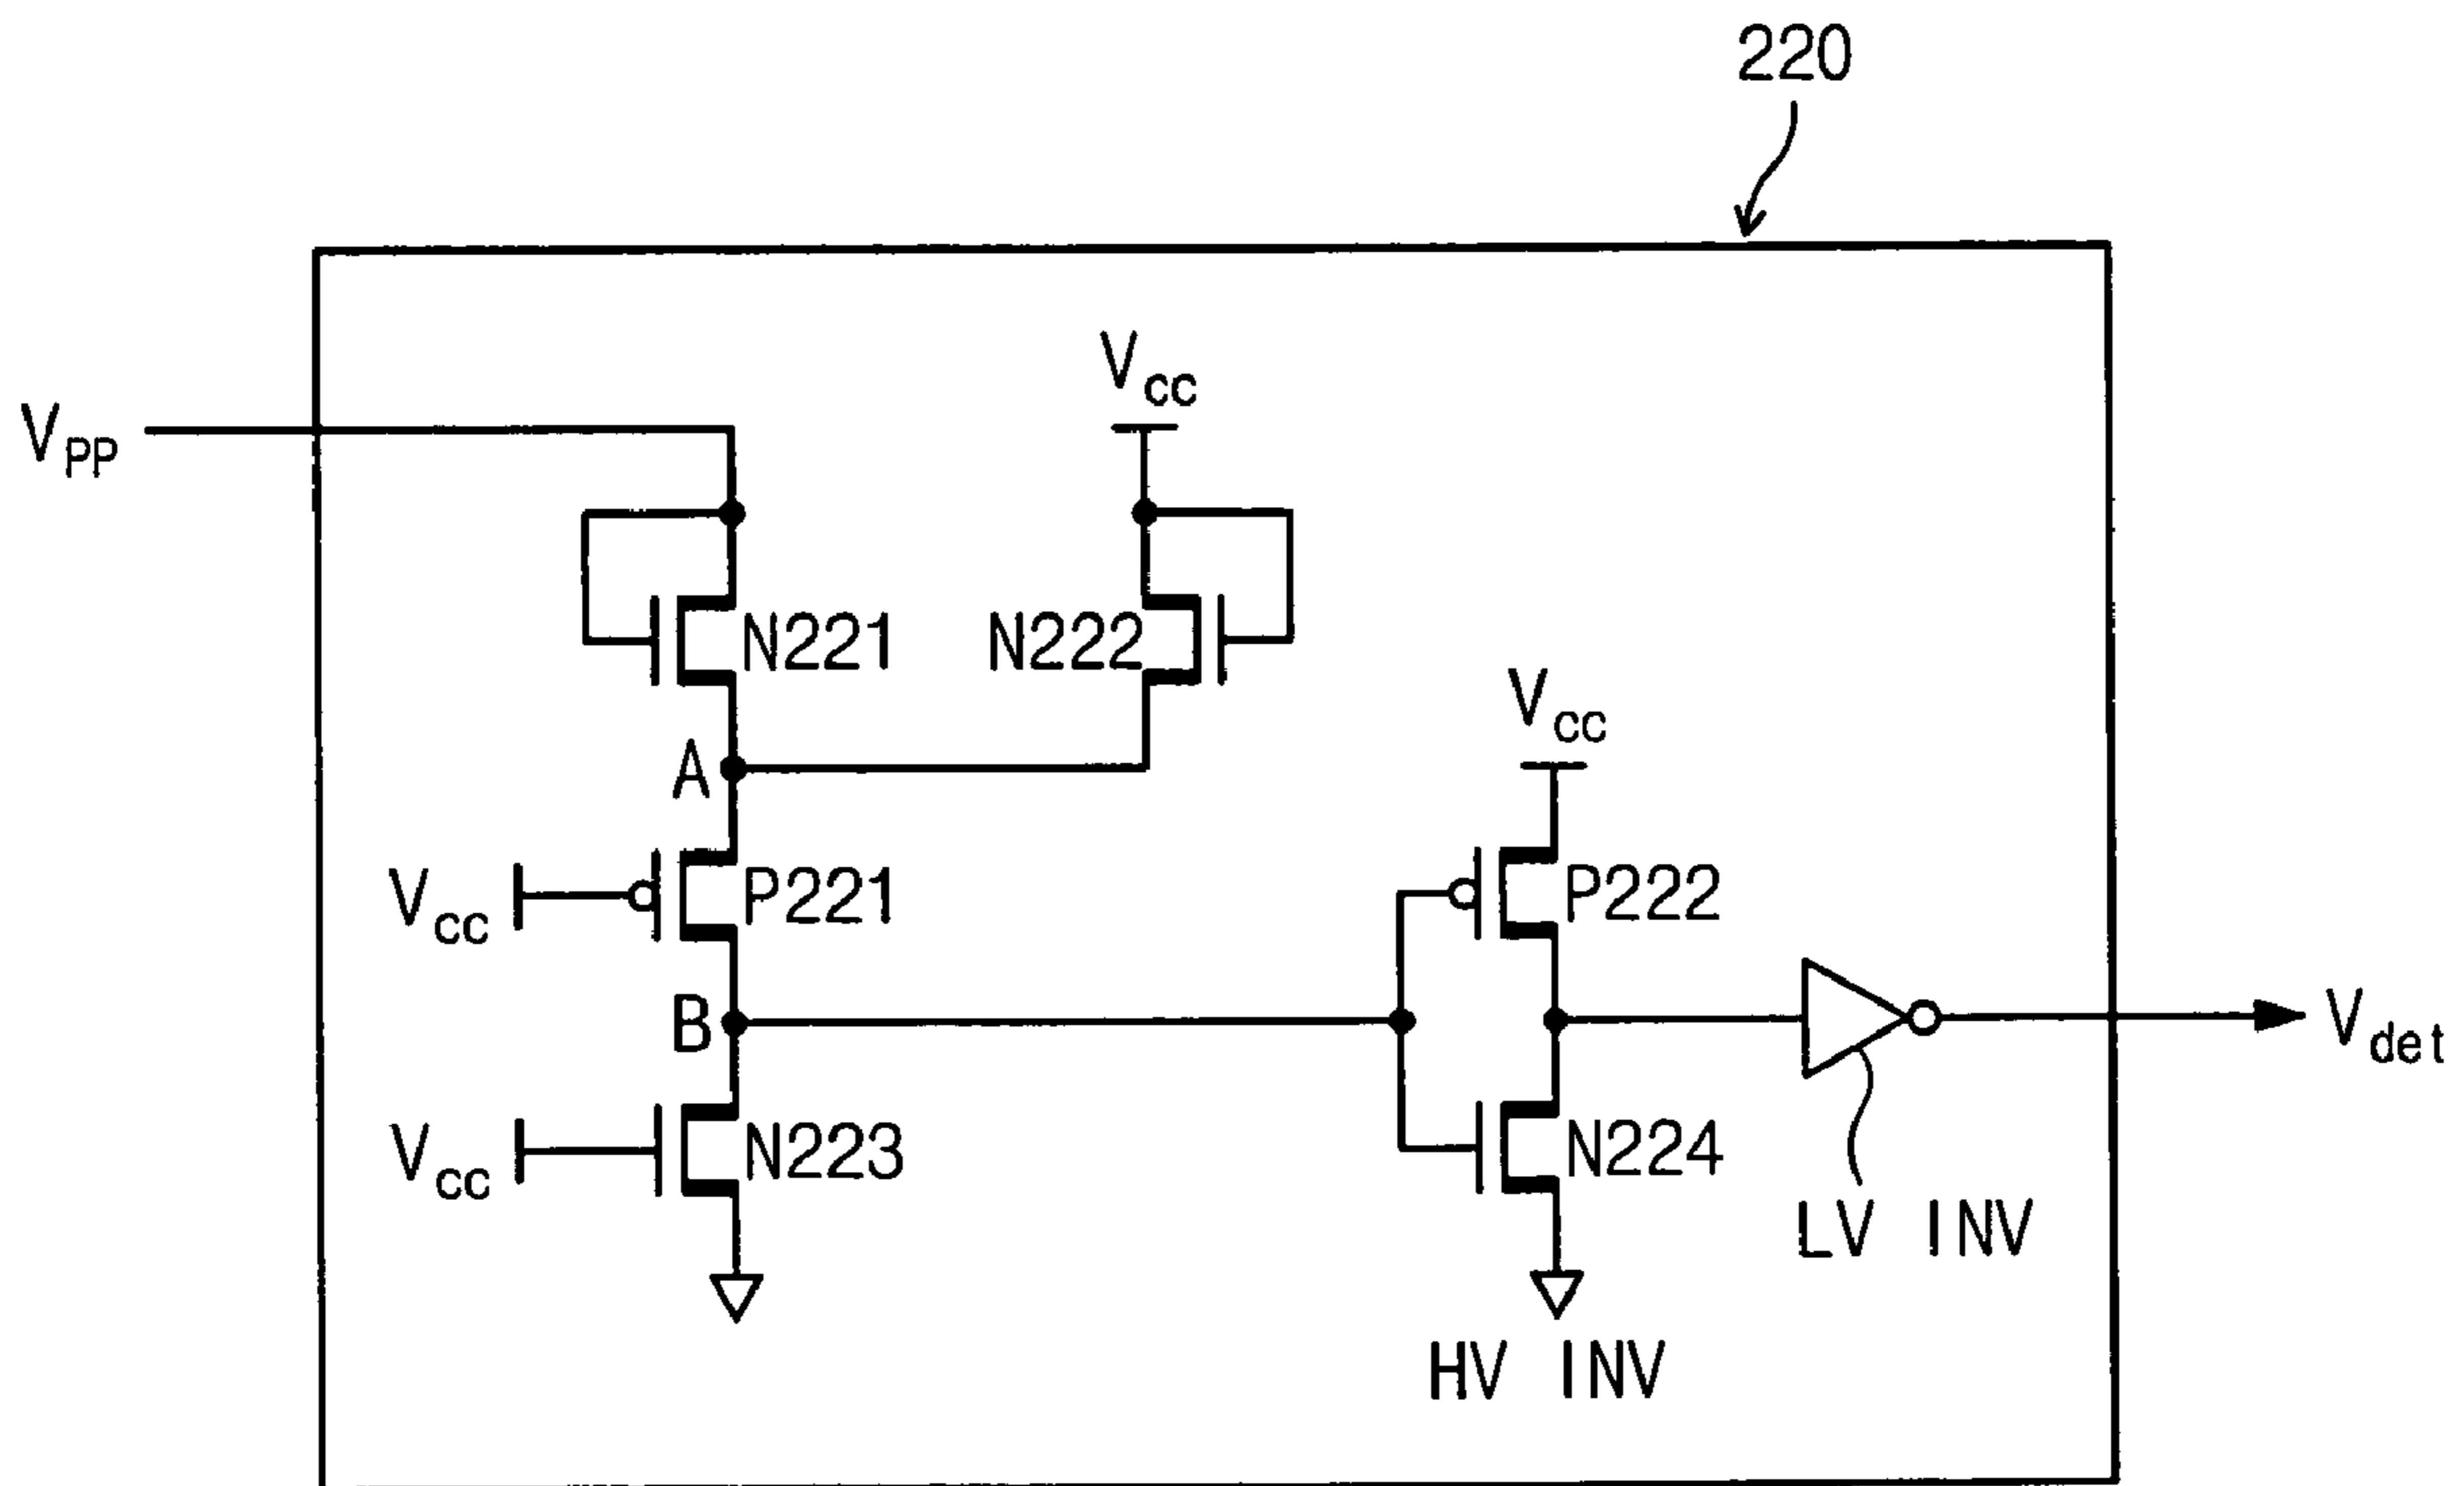 220
VPP
Vcc
N221
N222
Vcc
A
Vcc
P221
P222
B
Vdet
Vcc
N223
N224
LV INV
HV INV